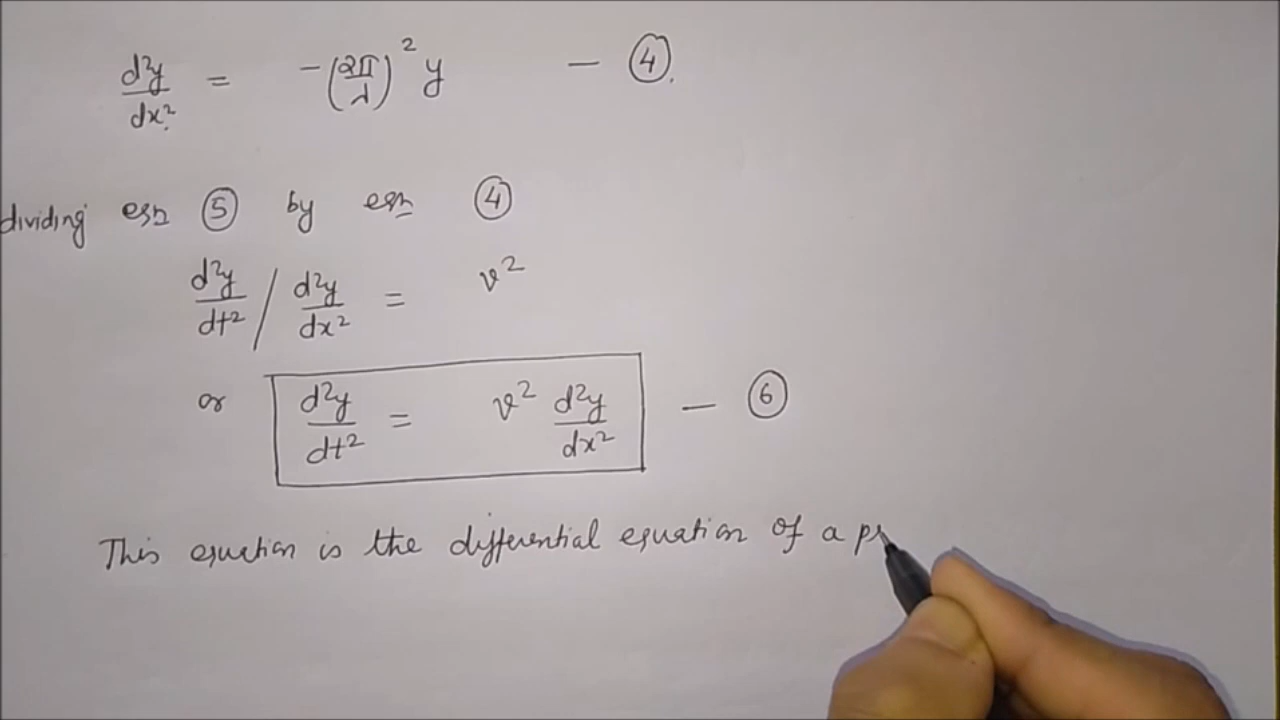 d²y/dx² = -(2π/λ)² y — ④.
dividing eqn ⑤ by eqn ④
d²y/dt² / d²y/dx² = v²
or d²y/dt² = v² d²y/dx² — ⑥
This equation is the differential equation of a pr